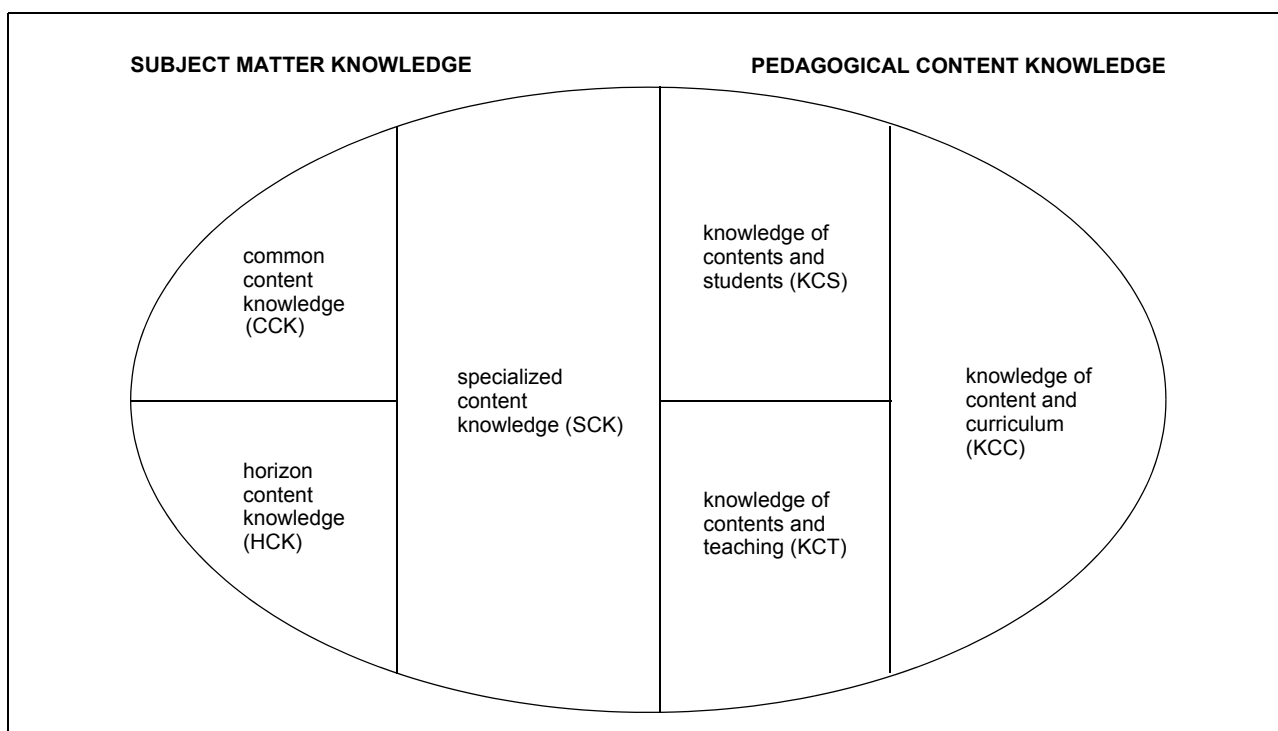 SUBJECT MATTER KNOWLEDGE
PEDAGOGICAL CONTENT KNOWLEDGE
common
content
knowledge
(CCK)
horizon
content
knowledge
(HCK)
specialized
content
knowledge (SCK)
knowledge of
contents and
students (KCS)
knowledge of
contents and
teaching (KCT)
knowledge of
content and
curriculum
(KCC)